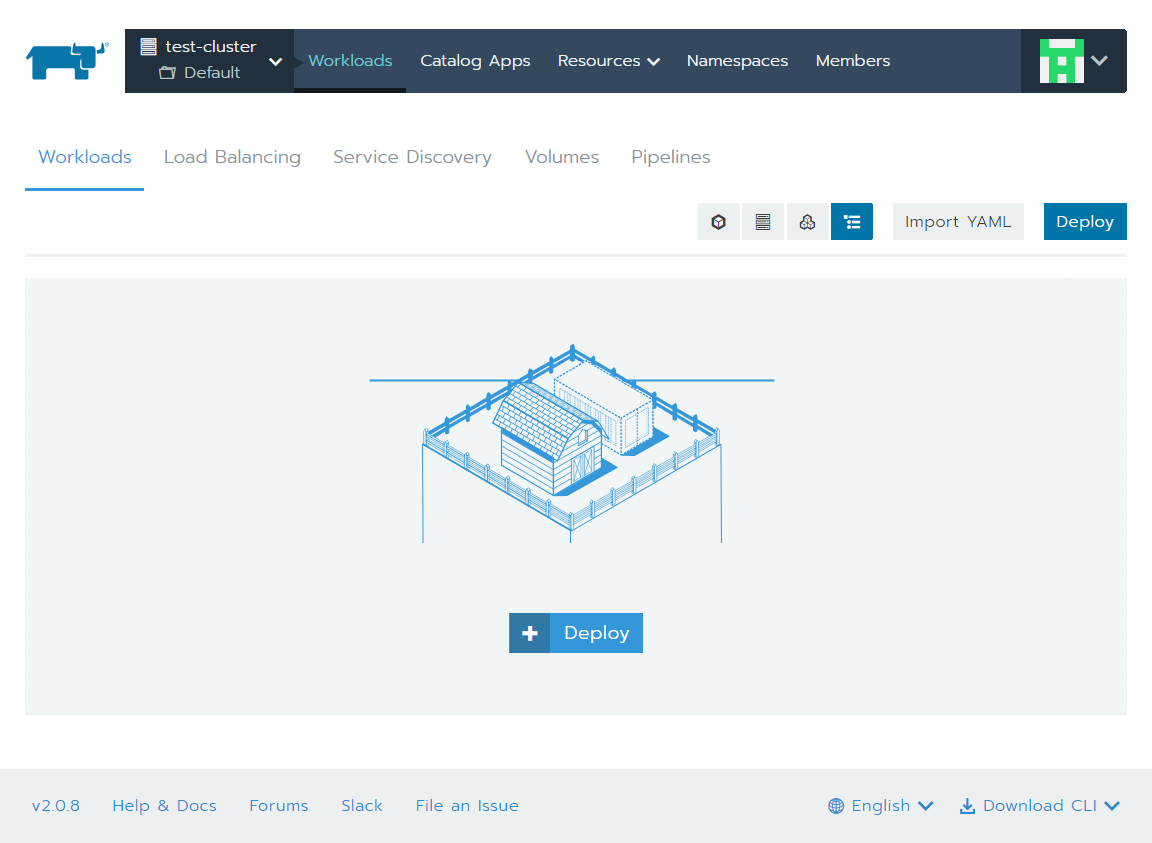 test-cluster
Default
Workloads Catalog Apps Resources Namespaces Members
Workloads Load Balancing Service Discovery Volumes Pipelines
Import YAML Deploy
Deploy
v2.0.8 Help & Docs Forums Slack File an Issue English Download CLI